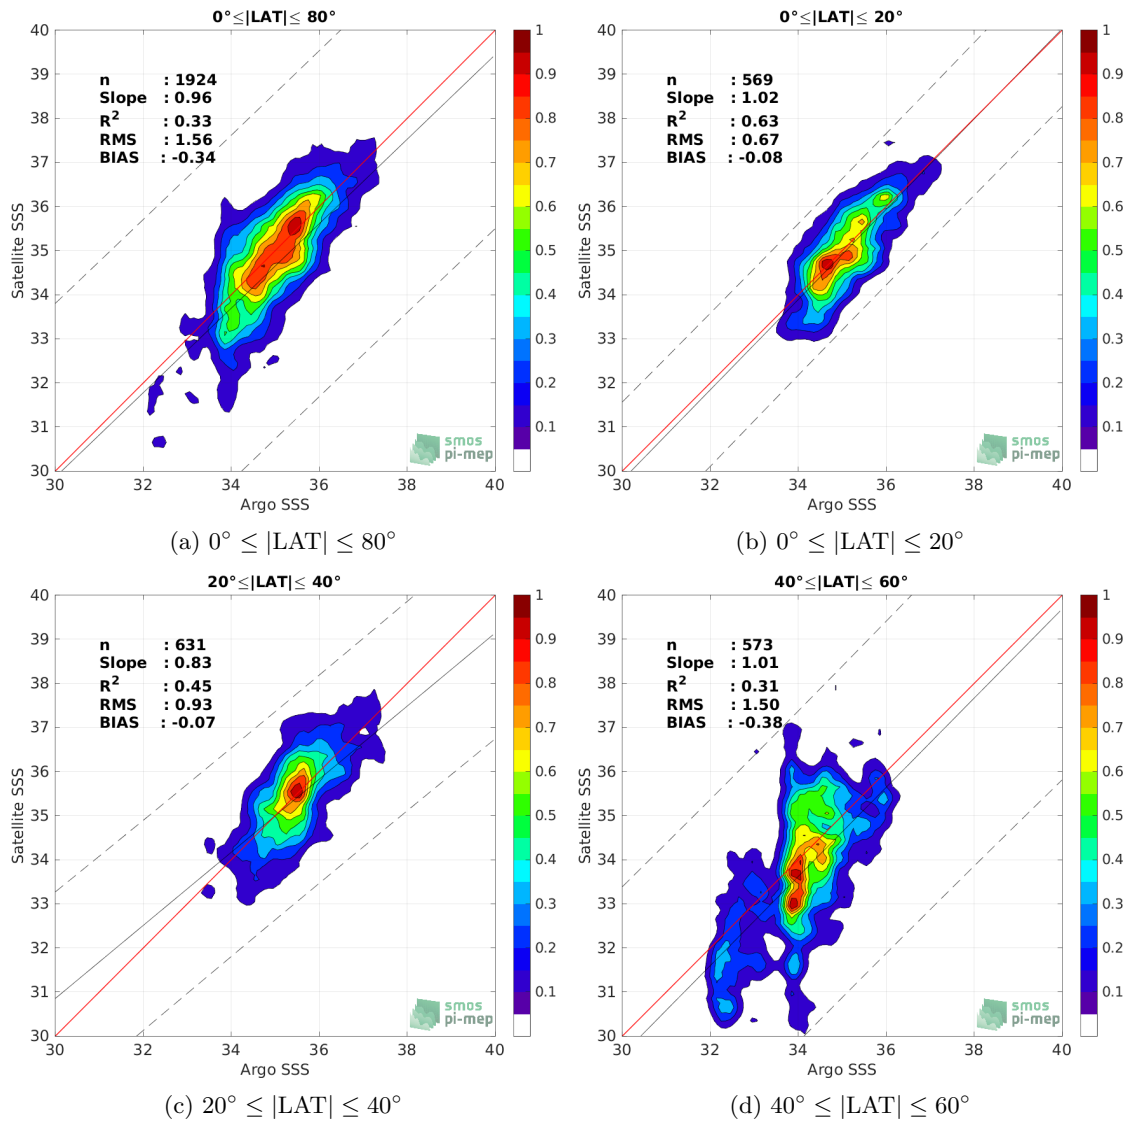 0°≤|LAT|≤ 80°
n : 1924
Slope : 0.96
R² : 0.33
RMS : 1.56
BIAS : -0.34
40
39
38
37
36
35
34
33
32
31
30
30 32 34 36 38 40
Satellite SSS
Argo SSS
1
0.9
0.8
0.7
0.6
0.5
0.4
0.3
0.2
0.1
smos
pi-mep
(a) 0° ≤ |LAT| ≤ 80°
0°≤|LAT|≤ 20°
n : 569
Slope : 1.02
R² : 0.63
RMS : 0.67
BIAS : -0.08
40
39
38
37
36
35
34
33
32
31
30
30 32 34 36 38 40
Satellite SSS
Argo SSS
1
0.9
0.8
0.7
0.6
0.5
0.4
0.3
0.2
0.1
smos
pi-mep
(b) 0° ≤ |LAT| ≤ 20°
20°≤|LAT|≤ 40°
n : 631
Slope : 0.83
R² : 0.45
RMS : 0.93
BIAS : -0.07
40
39
38
37
36
35
34
33
32
31
30
30 32 34 36 38 40
Satellite SSS
Argo SSS
1
0.9
0.8
0.7
0.6
0.5
0.4
0.3
0.2
0.1
smos
pi-mep
(c) 20° ≤ |LAT| ≤ 40°
40°≤|LAT|≤ 60°
n : 573
Slope : 1.01
R² : 0.31
RMS : 1.50
BIAS : -0.38
40
39
38
37
36
35
34
33
32
31
30
30 32 34 36 38 40
Satellite SSS
Argo SSS
1
0.9
0.8
0.7
0.6
0.5
0.4
0.3
0.2
0.1
smos
pi-mep
(d) 40° ≤ |LAT| ≤ 60°